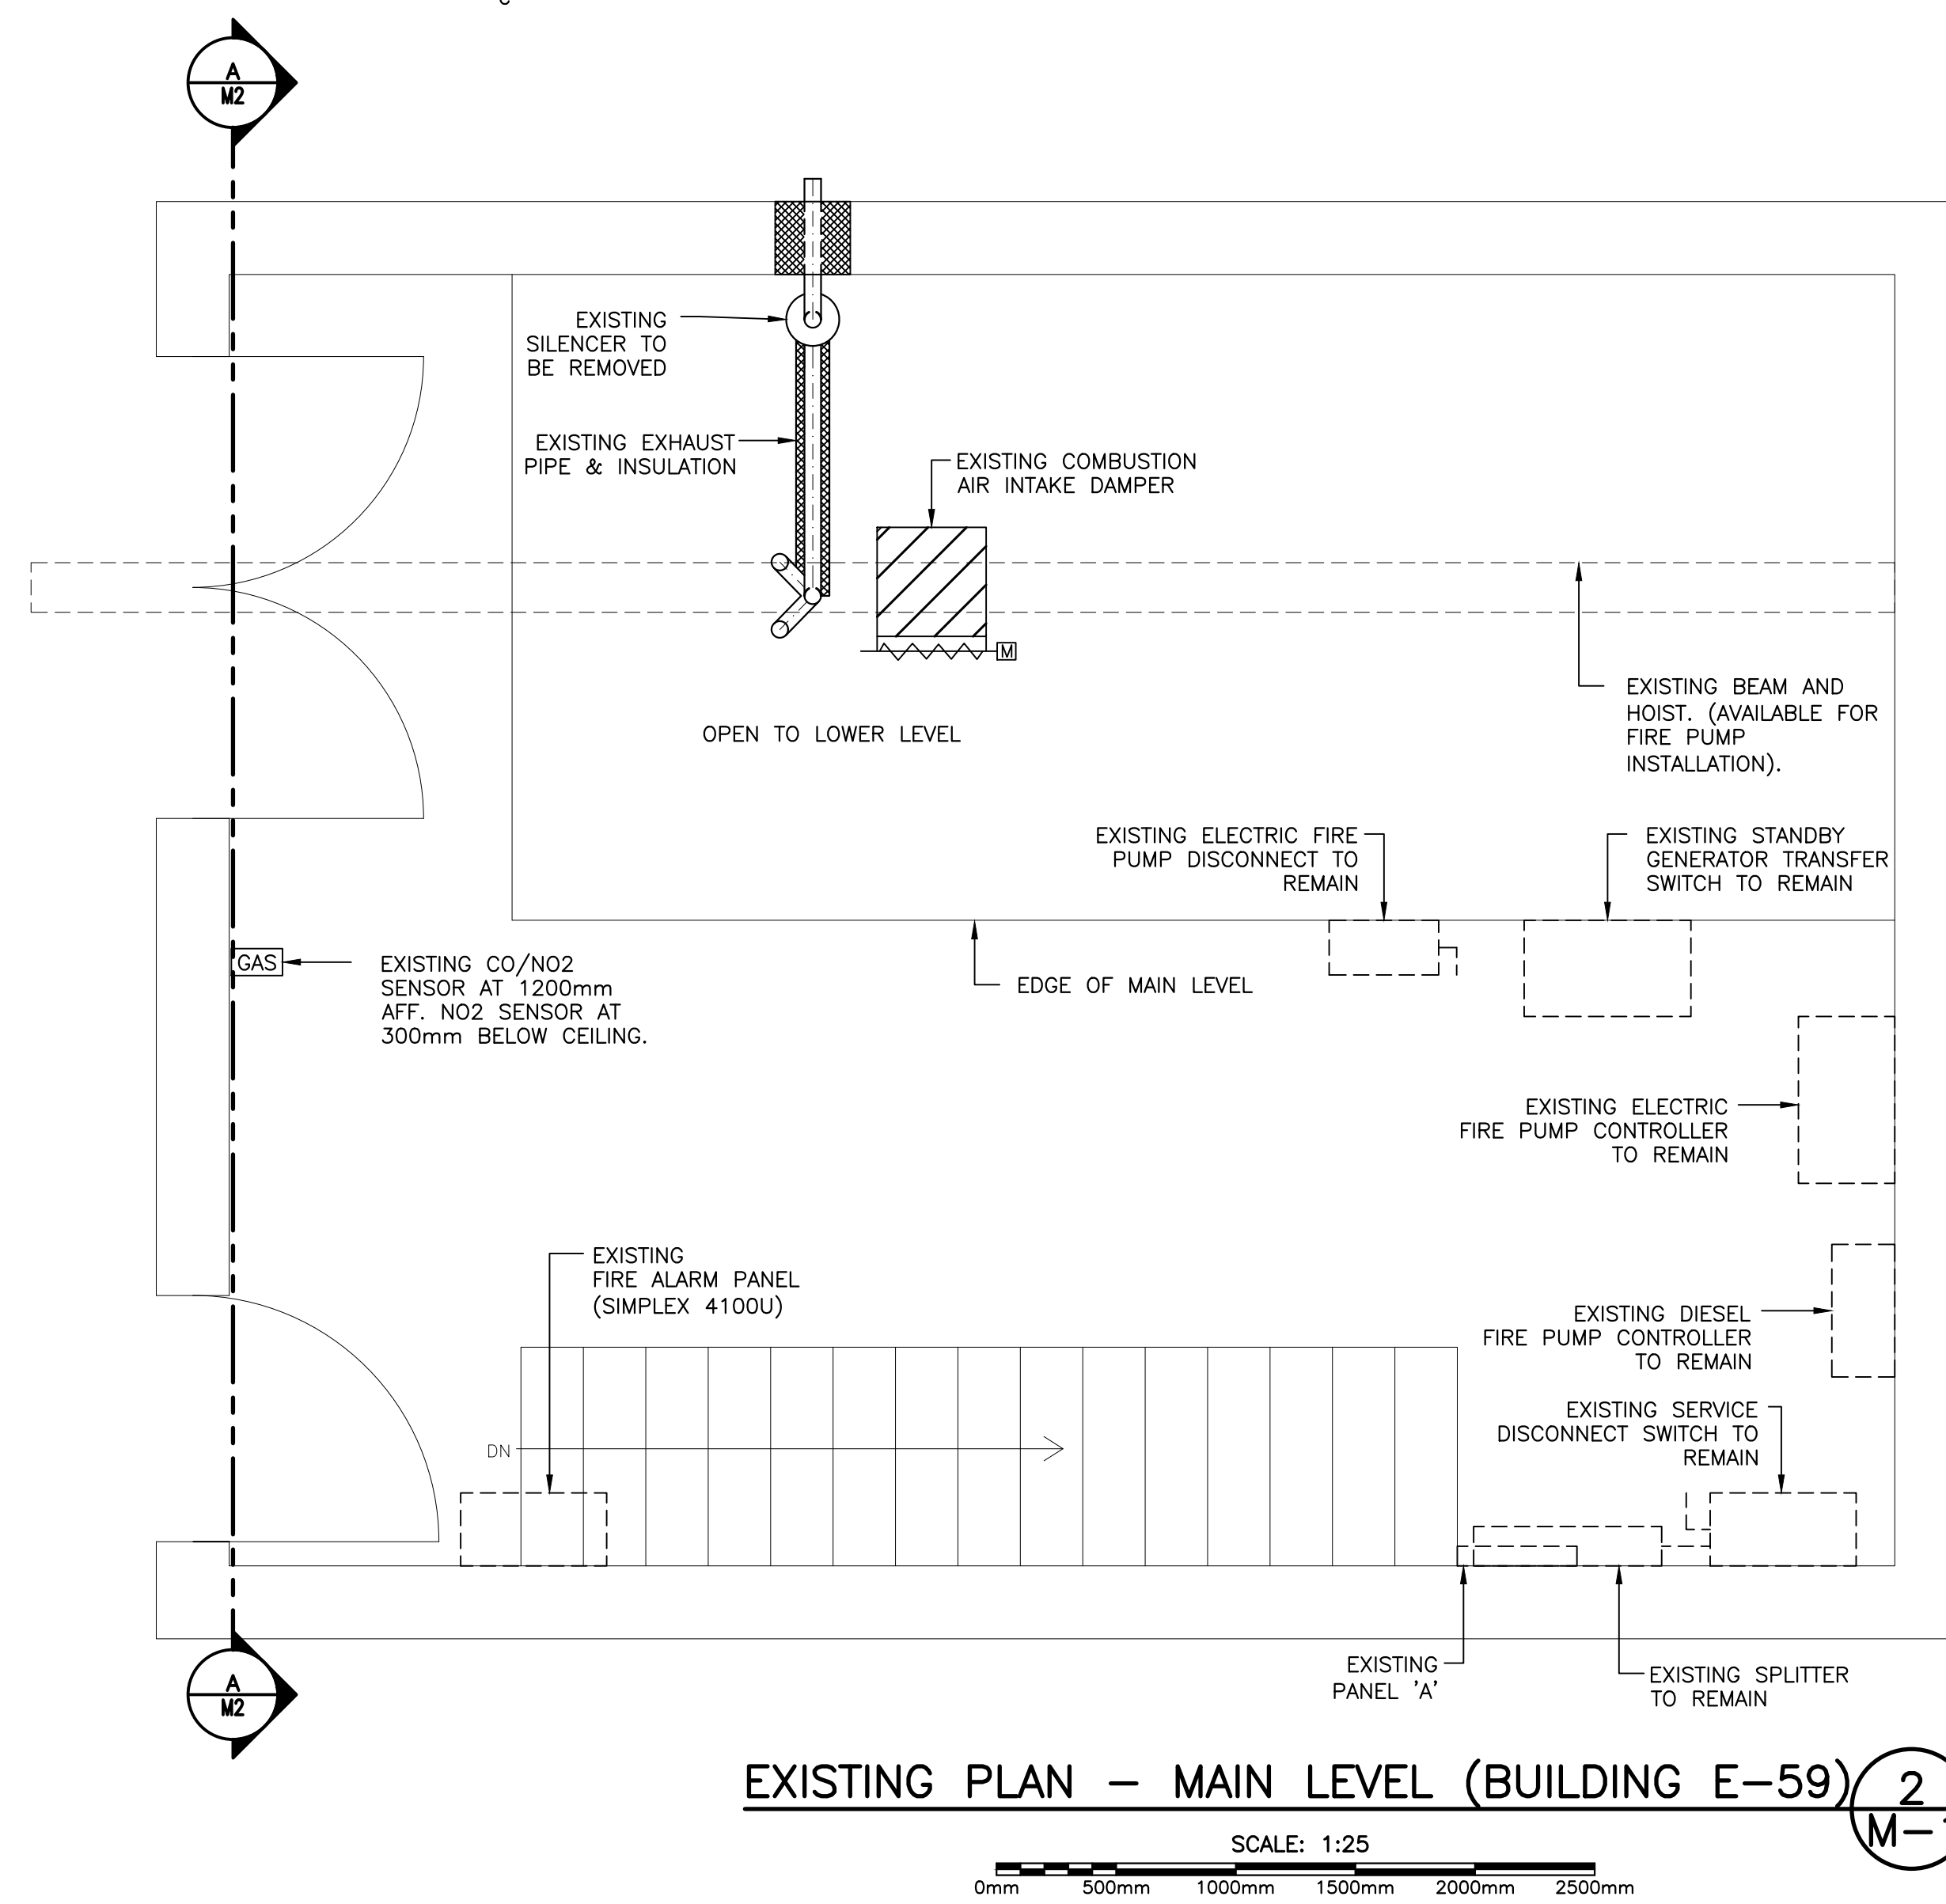 A
M2
EXISTING
SILENCER TO
BE REMOVED
EXISTING EXHAUST
PIPE & INSULATION
EXISTING COMBUSTION
AIR INTAKE DAMPER
M
OPEN TO LOWER LEVEL
EXISTING BEAM AND
HOIST. (AVAILABLE FOR
FIRE PUMP
INSTALLATION).
EXISTING ELECTRIC FIRE
PUMP DISCONNECT TO
REMAIN
EXISTING STANDBY
GENERATOR TRANSFER
SWITCH TO REMAIN
GAS
EXISTING CO/NO2
SENSOR AT 1200mm
AFF. NO2 SENSOR AT
300mm BELOW CEILING.
EDGE OF MAIN LEVEL
EXISTING ELECTRIC
FIRE PUMP CONTROLLER
TO REMAIN
EXISTING
FIRE ALARM PANEL
(SIMPLEX 4100U)
EXISTING DIESEL
FIRE PUMP CONTROLLER
TO REMAIN
EXISTING SERVICE
DISCONNECT SWITCH TO
REMAIN
DN
EXISTING
PANEL 'A'
EXISTING SPLITTER
TO REMAIN
A
M2
EXISTING PLAN - MAIN LEVEL (BUILDING E-59)
2
M-
SCALE: 1:25
0mm 500mm 1000mm 1500mm 2000mm 2500mm